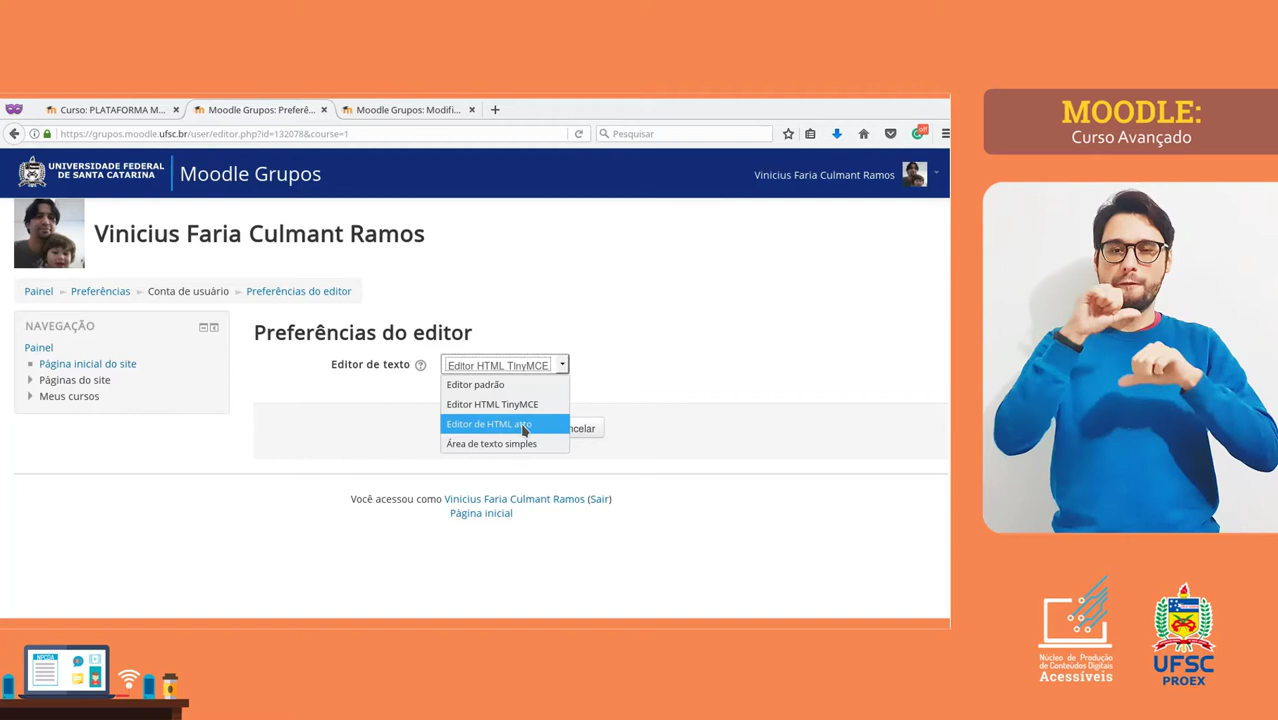 Curso: PLATAFORMA M...
Moodle Grupos: Preferê...
Moodle Grupos: Modifi...
https://grupos.moodle.ufsc.br/user/editor.php?id=132078&course=1
Pesquisar
off
UNIVERSIDADE FEDERAL
DE SANTA CATARINA
Moodle Grupos
Vinicius Faria Culmant Ramos
Vinicius Faria Culmant Ramos
Painel Preferências Conta de usuário Preferências do editor
NAVEGAÇÃO
Painel
Página inicial do site
Páginas do site
Meus cursos
Preferências do editor
Editor de texto
Editor HTML TinyMCE
Editor padrão
Editor HTML TinyMCE
Editor de HTML atto
Área de texto simples
ncelar
Você acessou como Vinicius Faria Culmant Ramos (Sair)
Página inicial
MOODLE:
Curso Avançado
Núcleo de Produção
de Conteúdos Digitais
Acessíveis
UFSC
PROEX
NPCDA